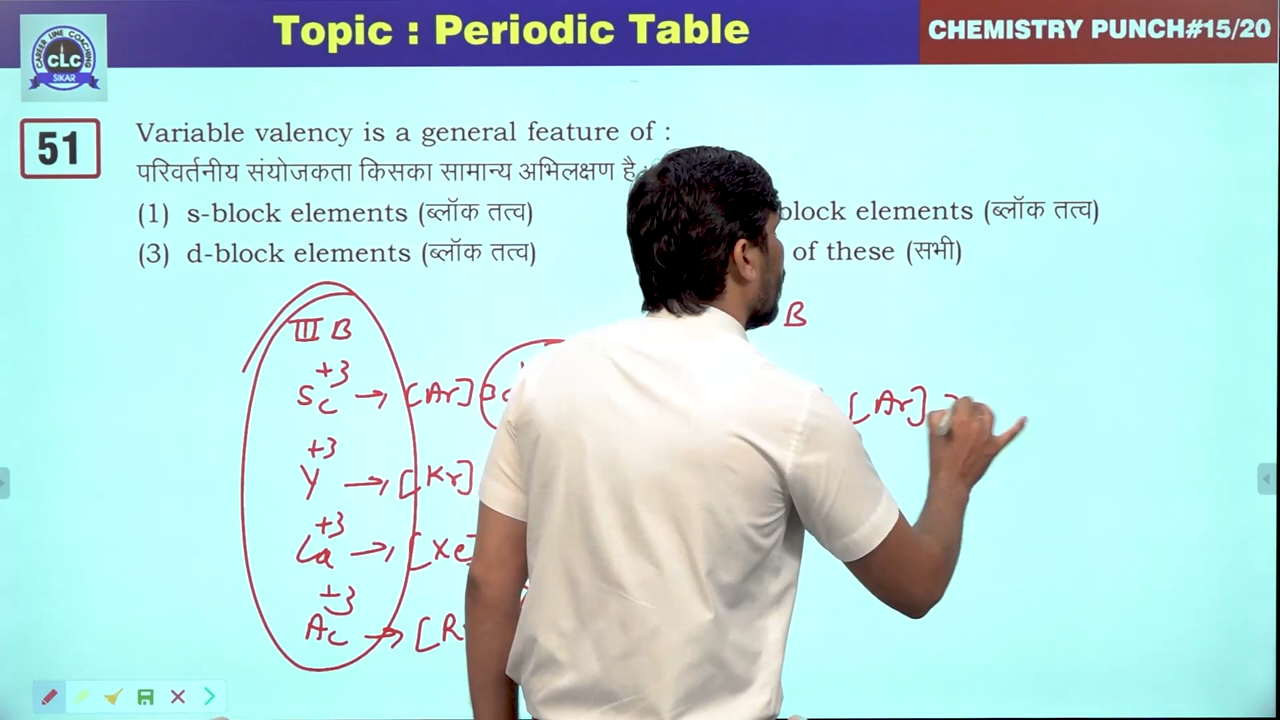 Topic : Periodic Table
CHEMISTRY PUNCH#15/20
CAREER LINE COACHING
CLC
SIKAR
51
Variable valency is a general feature of :
परिवर्तनीय संयोजकता किसका सामान्य अभिलक्षण है
(1) s-block elements (ब्लॉक तत्व)
block elements (ब्लॉक तत्व)
(3) d-block elements (ब्लॉक तत्व)
of these (सभी)
III B
B
+3
Sc → [Ar] 3d
[Ar] 3
+3
Y → [Kr]
+3
La → [Xe]
+3
Ac → [R